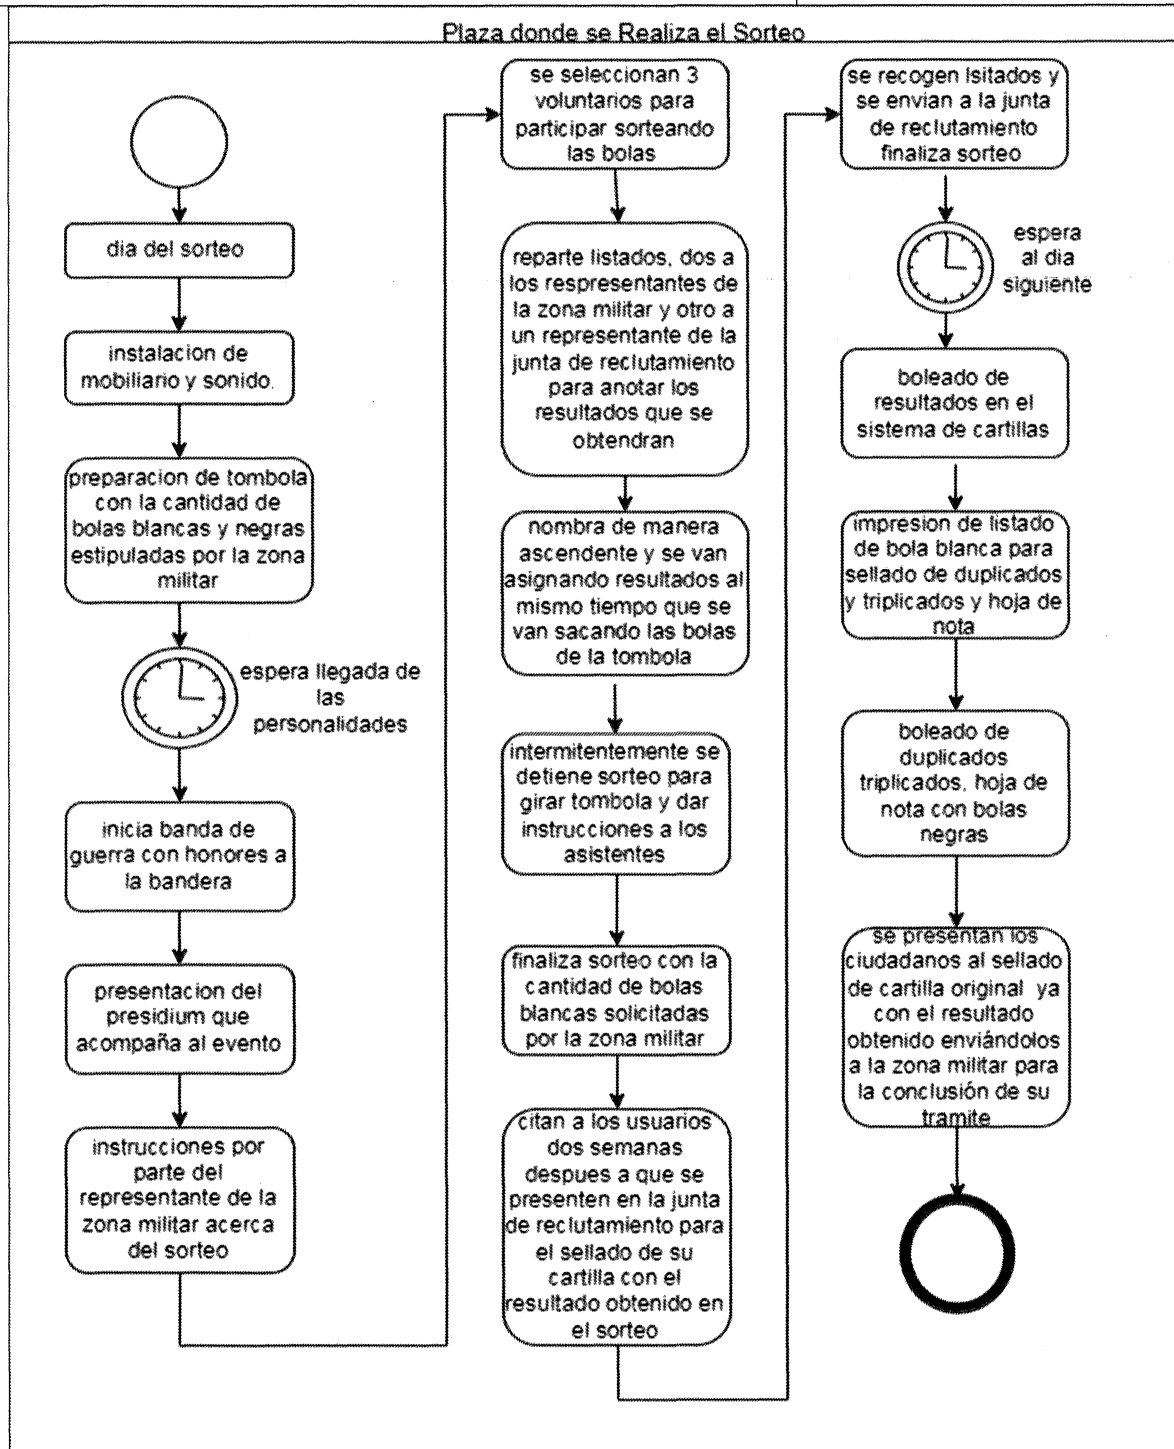 Plaza donde se Realiza el Sorteo
dia del sorteo
instalacion de
mobiliario y sonido.
preparacion de tombola
con la cantidad de
bolas blancas y negras
estipuladas por la zona
militar
espera llegada de
las
personalidades
inicia banda de
guerra con honores a
la bandera
presentacion del
presidium que
acompaña al evento
instrucciones por
parte del
representante de la
zona militar acerca
del sorteo
se seleccionan 3
voluntarios para
participar sorteando
las bolas
reparte listados, dos a
los respresentantes de
la zona militar y otro a
un representante de la
junta de reclutamiento
para anotar los
resultados que se
obtendran
nombra de manera
ascendente y se van
asignando resultados al
mismo tiempo que se
van sacando las bolas
de la tombola
intermitentemente se
detiene sorteo para
girar tombola y dar
instrucciones a los
asistentes
finaliza sorteo con la
cantidad de bolas
blancas solicitadas
por la zona militar
citan a los usuarios
dos semanas
despues a que se
presenten en la junta
de reclutamiento para
el sellado de su
cartilla con el
resultado obtenido en
el sorteo
se recogen lsitados y
se envian a la junta
de reclutamiento
finaliza sorteo
espera
al dia
siguiente
boleado de
resultados en el
sistema de cartillas
impresion de listado
de bola blanca para
sellado de duplicados
y triplicados y hoja de
nota
boleado de
duplicados
triplicados, hoja de
nota con bolas
negras
se presentan los
ciudadanos al sellado
de cartilla original ya
con el resultado
obtenido enviándolos
a la zona militar para
la conclusión de su
tramite